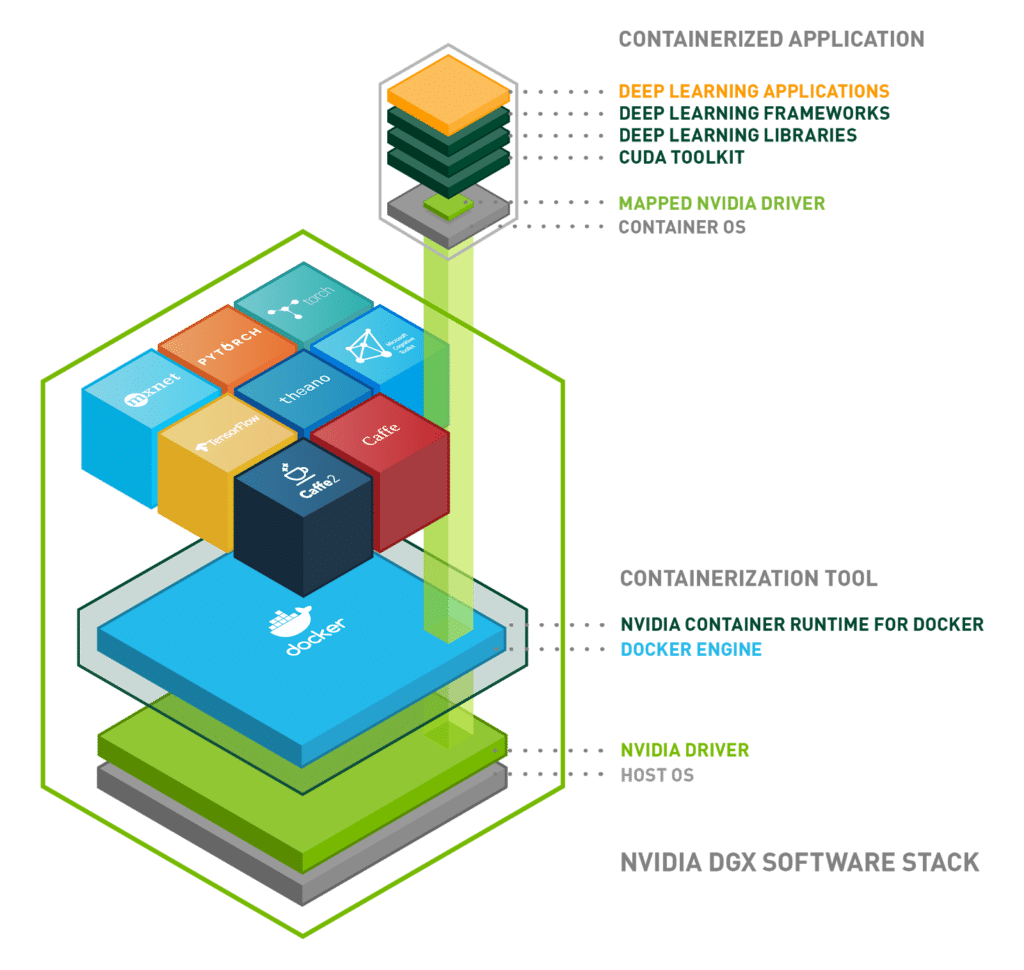 CONTAINERIZED APPLICATION
DEEP LEARNING APPLICATIONS
DEEP LEARNING FRAMEWORKS
DEEP LEARNING LIBRARIES
CUDA TOOLKIT
MAPPED NVIDIA DRIVER
CONTAINER OS
torch
PYTORCH
Microsoft
Cognitive
Toolkit
mxnet
theano
TensorFlow
Caffe
Caffe2
docker
CONTAINERIZATION TOOL
NVIDIA CONTAINER RUNTIME FOR DOCKER
DOCKER ENGINE
NVIDIA DRIVER
HOST OS
NVIDIA DGX SOFTWARE STACK